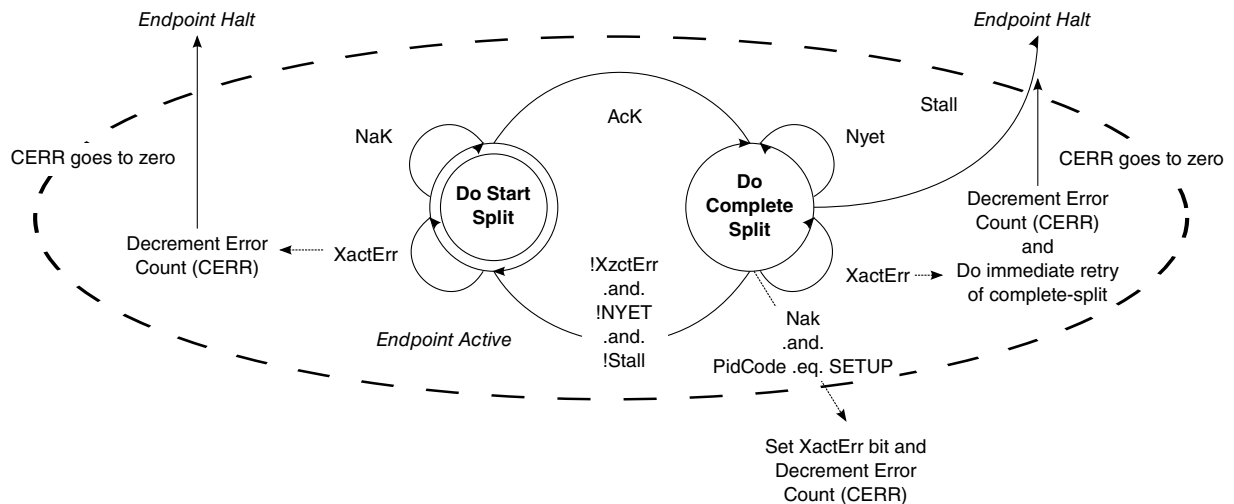 Endpoint Halt
Endpoint Halt
AcK
Stall
NaK
Nyet
CERR goes to zero
CERR goes to zero
Do Start
Split
Do
Complete
Split
Decrement Error
Count (CERR)
and
Do immediate retry
of complete-split
Decrement Error
Count (CERR)
XactErr
XactErr
!XzctErr
.and.
!NYET
.and.
!Stall
Endpoint Active
Nak
.and.
PidCode .eq. SETUP
Set XactErr bit and
Decrement Error
Count (CERR)